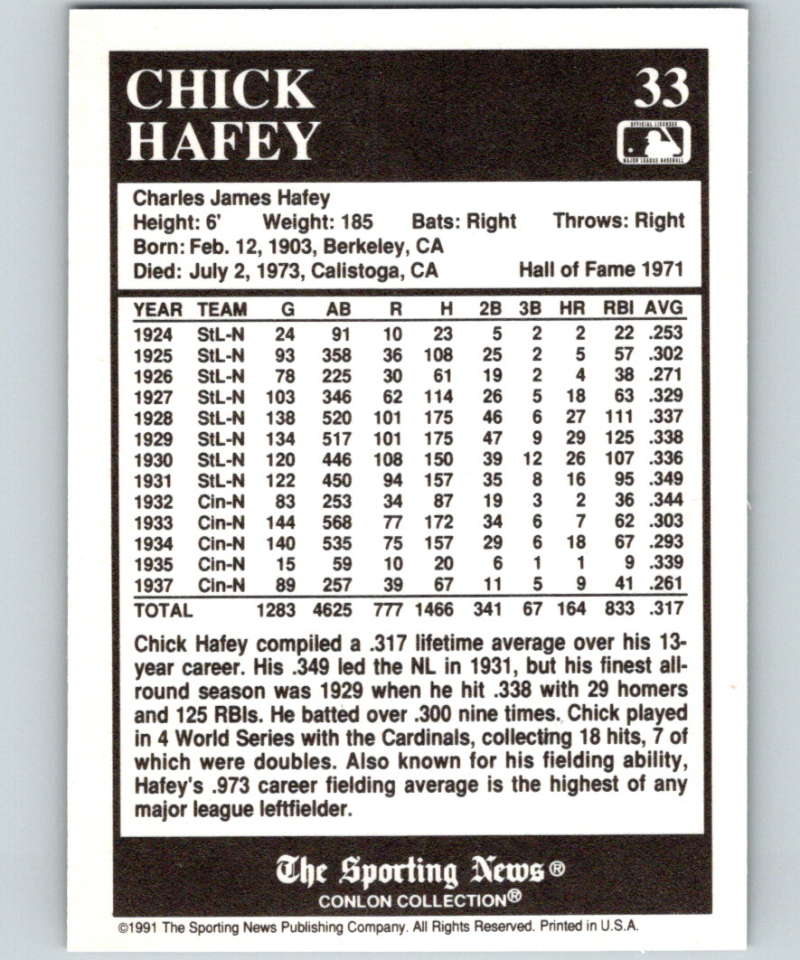 CHICK 33
HAFEY
OFFICIAL LICENSEE
MAJOR LEAGUE BASEBALL
Charles James Hafey
Height: 6' Weight: 185 Bats: Right Throws: Right
Born: Feb. 12, 1903, Berkeley, CA
Died: July 2, 1973, Calistoga, CA Hall of Fame 1971
YEAR TEAM G AB R H 2B 3B HR RBI AVG
1924 StL-N 24 91 10 23 5 2 2 22 .253
1925 StL-N 93 358 36 108 25 2 5 57 .302
1926 StL-N 78 225 30 61 19 2 4 38 .271
1927 StL-N 103 346 62 114 26 5 18 63 .329
1928 StL-N 138 520 101 175 46 6 27 111 .337
1929 StL-N 134 517 101 175 47 9 29 125 .338
1930 StL-N 120 446 108 150 39 12 26 107 .336
1931 StL-N 122 450 94 157 35 8 16 95 .349
1932 Cin-N 83 253 34 87 19 3 2 36 .344
1933 Cin-N 144 568 77 172 34 6 7 62 .303
1934 Cin-N 140 535 75 157 29 6 18 67 .293
1935 Cin-N 15 59 10 20 6 1 1 9 .339
1937 Cin-N 89 257 39 67 11 5 9 41 .261
TOTAL 1283 4625 777 1466 341 67 164 833 .317
Chick Hafey compiled a .317 lifetime average over his 13-
year career. His .349 led the NL in 1931, but his finest all-
round season was 1929 when he hit .338 with 29 homers
and 125 RBIs. He batted over .300 nine times. Chick played
in 4 World Series with the Cardinals, collecting 18 hits, 7 of
which were doubles. Also known for his fielding ability,
Hafey's .973 career fielding average is the highest of any
major league leftfielder.
The Sporting News®
CONLON COLLECTION®
©1991 The Sporting News Publishing Company. All Rights Reserved. Printed in U.S.A.